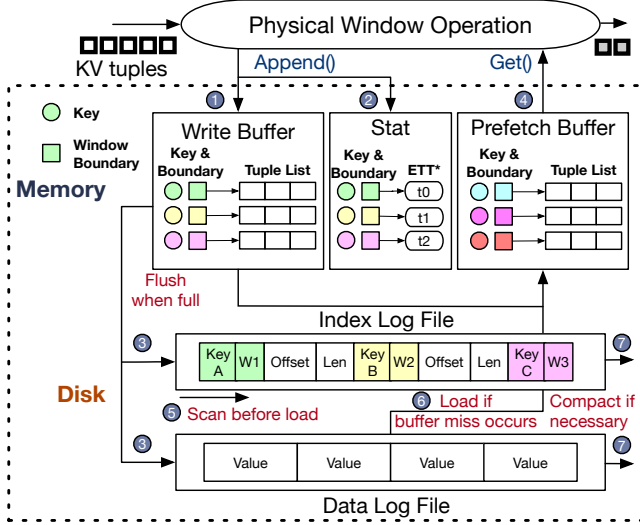 Physical Window Operation
KV tuples
Append()
Get()
1
2
4
Key
Window
Boundary
Memory
Write Buffer
Key &
Boundary
Tuple List
Stat
Key &
Boundary
ETT*
t0
t1
t2
Prefetch Buffer
Key &
Boundary
Tuple List
Flush
when full
Index Log File
3
Key
A
W1
Offset
Len
Key
B
W2
Offset
Len
Key
C
W3
7
Disk
5
Scan before load
6
Load if
buffer miss occurs
Compact if
necessary
3
Value
Value
Value
Value
7
Data Log File